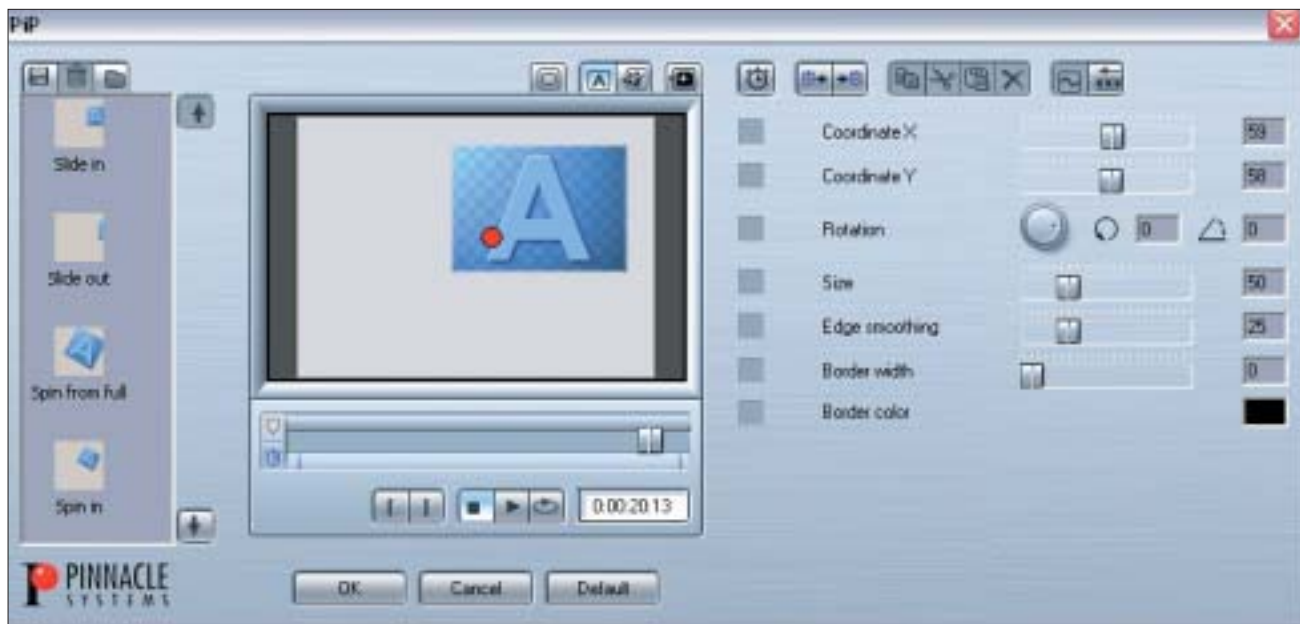 PiP
Slide in
Slide out
Spin from full
Spin in
A
A
A
0:00:20.13
Coordinate X 59
Coordinate Y 58
Rotation 0 0
Size 50
Edge smoothing 25
Border width 0
Border color
PINNACLE
SYSTEMS
OK Cancel Default